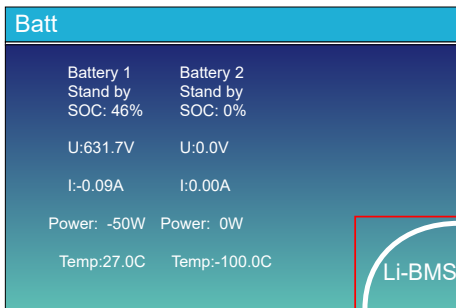 Batt
Battery 1 Battery 2
Stand by Stand by
SOC: 46% SOC: 0%
U:631.7V U:0.0V
I:-0.09A I:0.00A
Power: -50W Power: 0W
Temp:27.0C Temp:-100.0C
Li-BMS